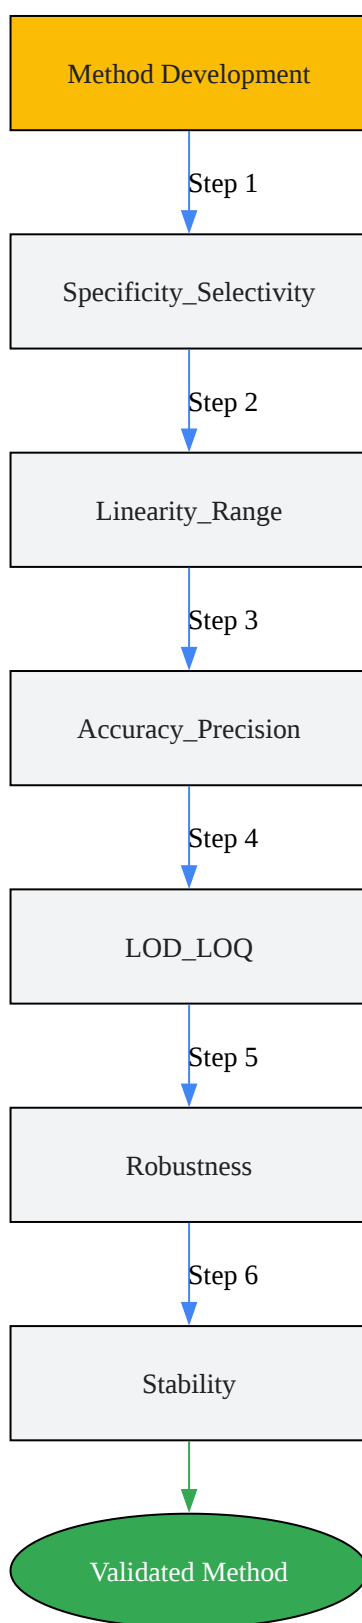 Method Development
Step 1
Specificity_Selectivity
Step 2
Linearity_Range
Step 3
Accuracy_Precision
Step 4
LOD_LOQ
Step 5
Robustness
Step 6
Stability
Validated Method